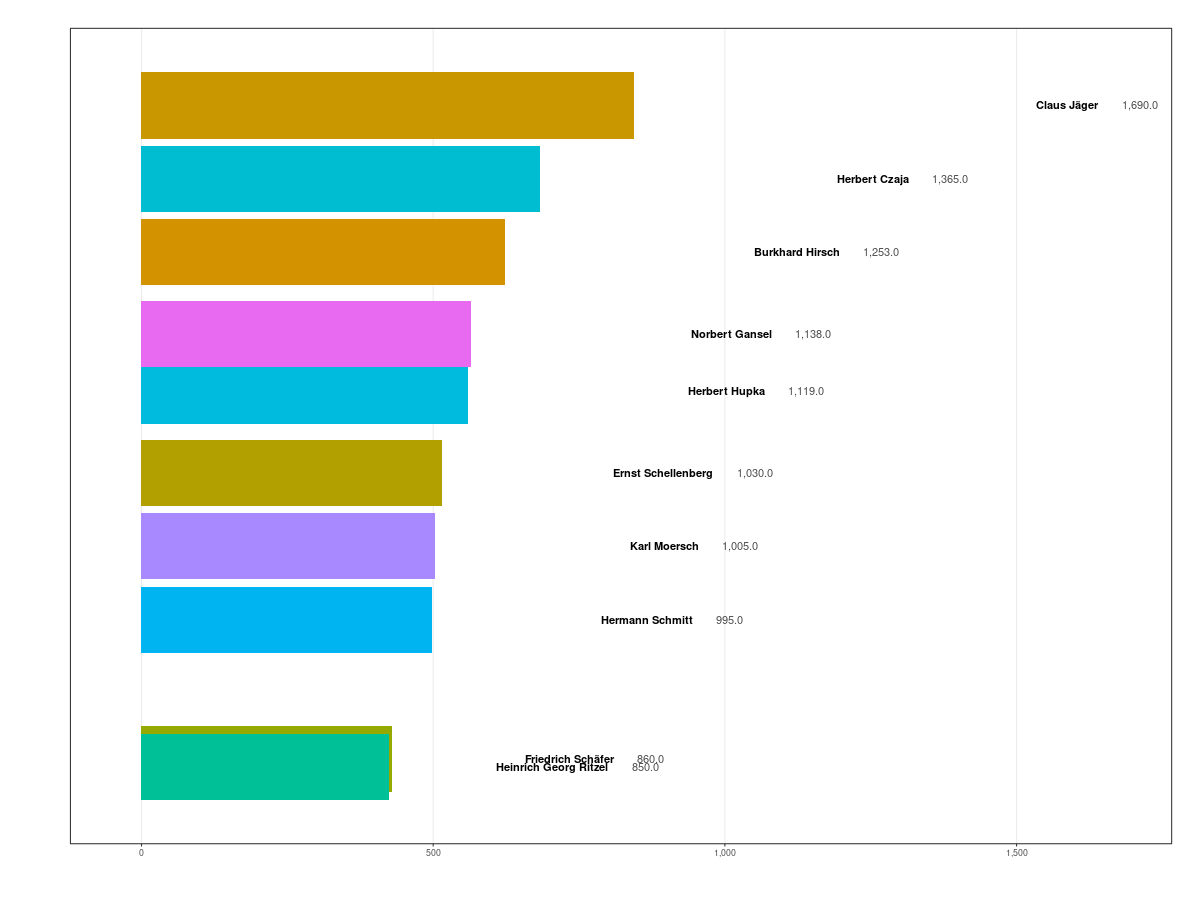 Claus Jäger 1,690.0
Herbert Czaja 1,365.0
Burkhard Hirsch 1,253.0
Norbert Gansel 1,138.0
Herbert Hupka 1,119.0
Ernst Schellenberg 1,030.0
Karl Moersch 1,005.0
Hermann Schmitt 995.0
Friedrich Schäfer 860.0
Heinrich Georg Ritzel 850.0
0 500 1,000 1,500